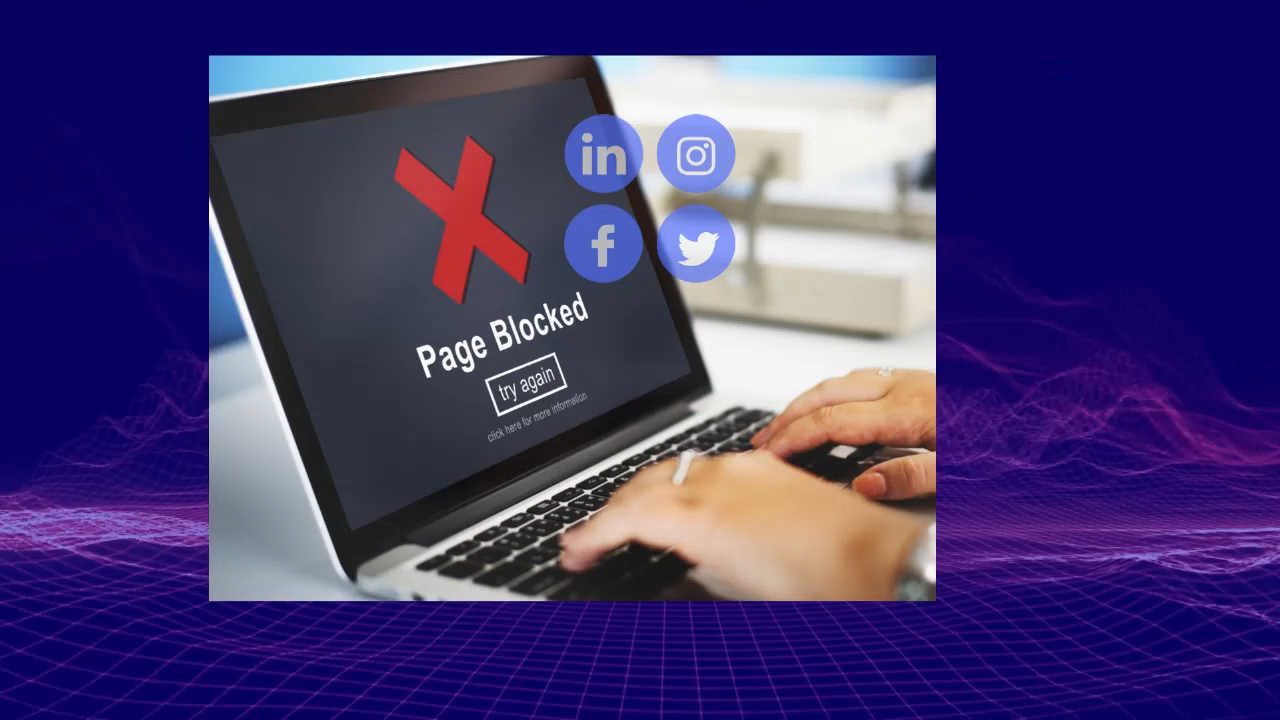 in
f
Page Blocked
try again
click here for more information